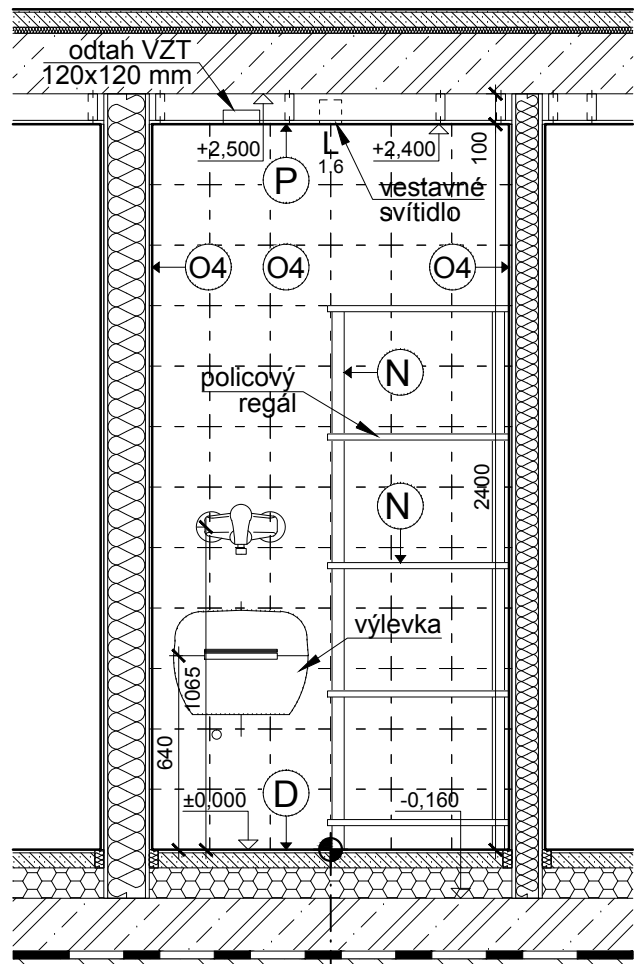 odtah VZT
120x120 mm
+2,500
L
1.6
+2,400
100
P
vestavné
svítidlo
O4
O4
O4
N
policový
regál
2400
N
výlevka
1065
640
±0,000
D
-0,160